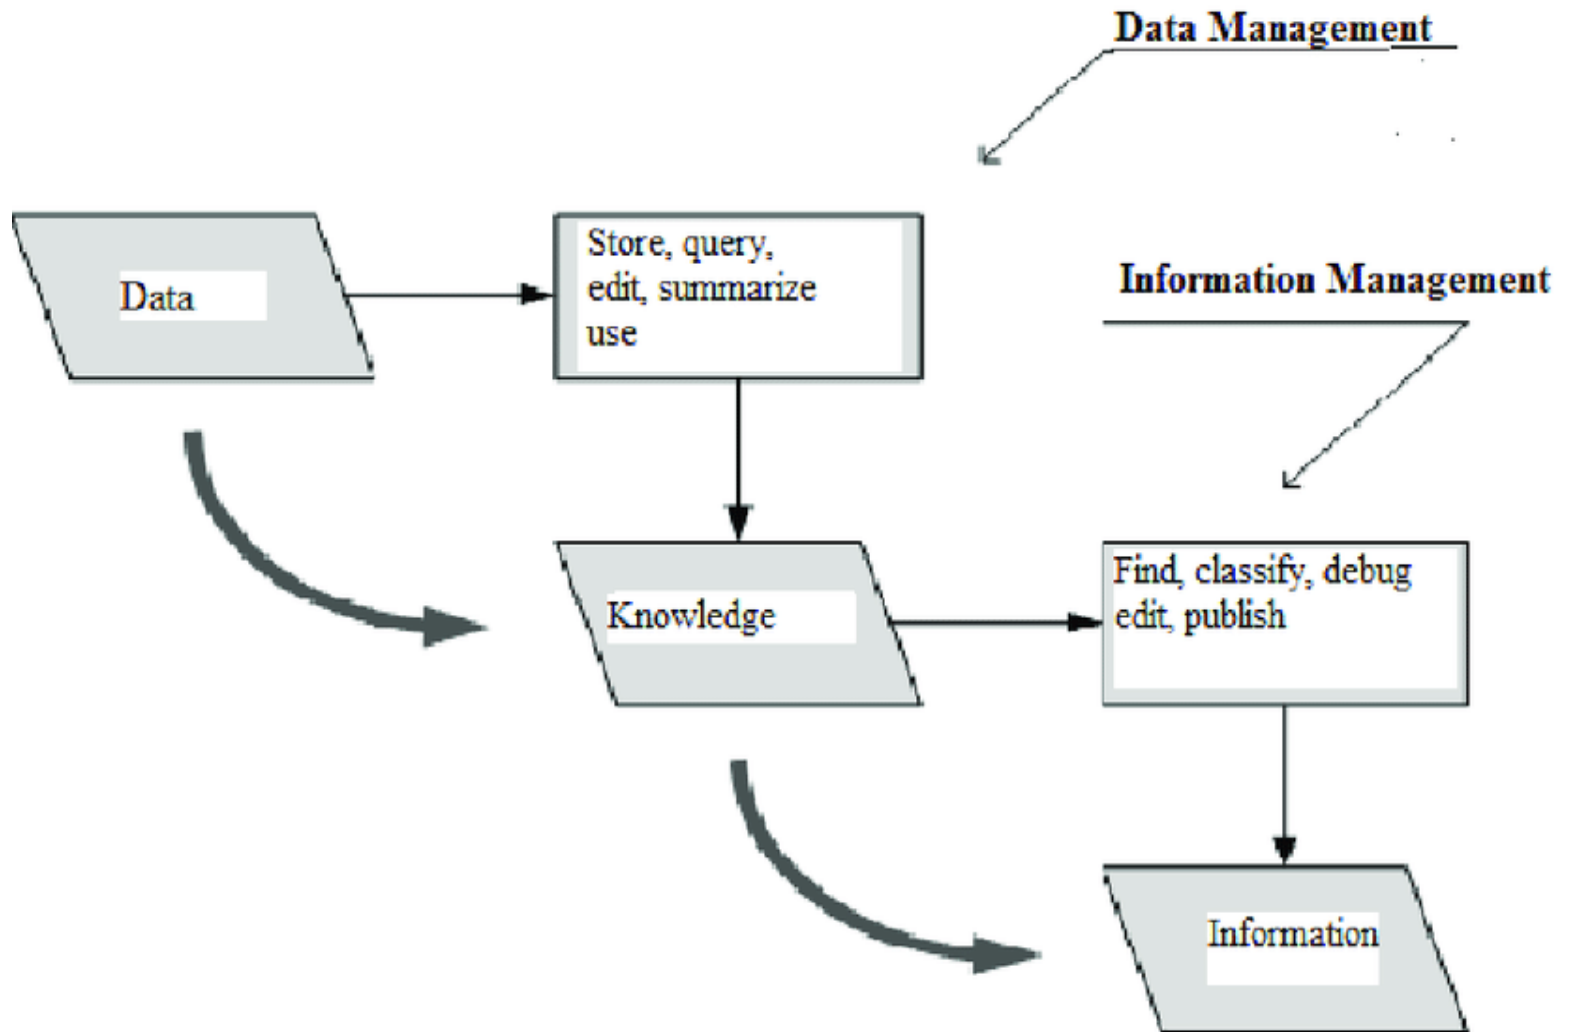 Data Management
Store, query,
edit, summarize
use
Data
Information Management
Find, classify, debug
edit, publish
Knowledge
Information